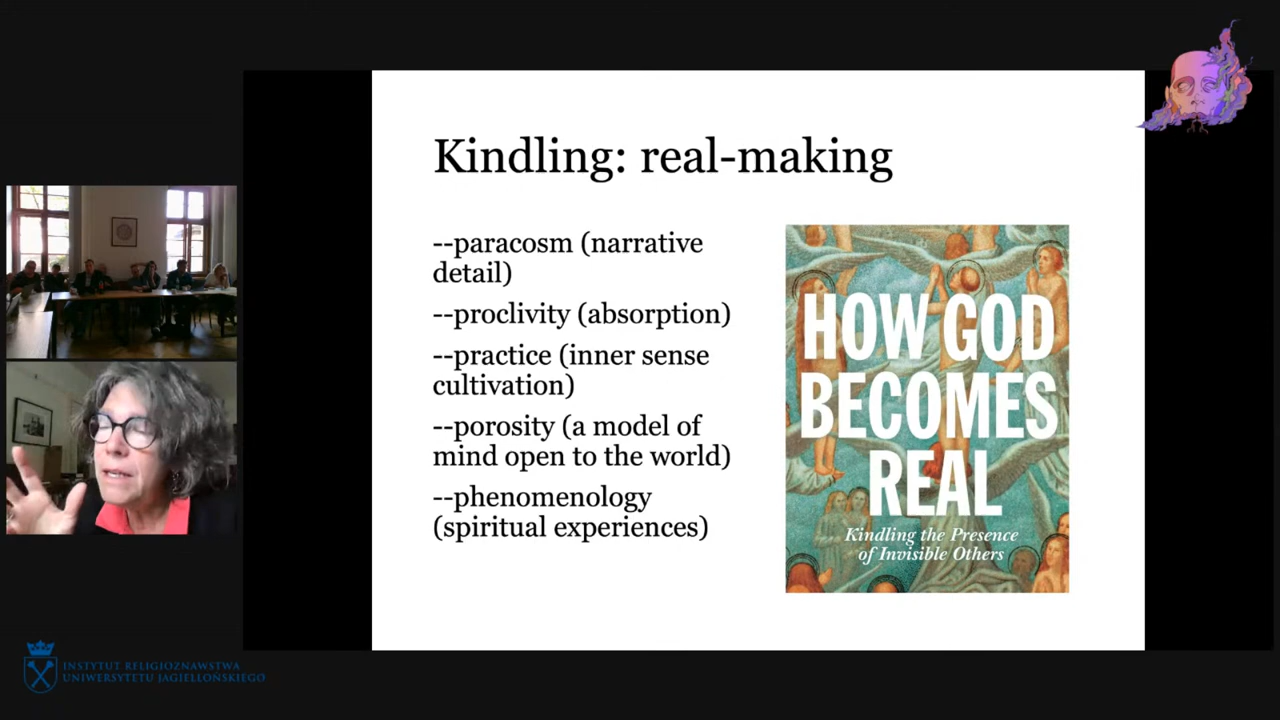 Kindling: real-making
--paracosm (narrative
detail)
--proclivity (absorption)
--practice (inner sense
cultivation)
--porosity (a model of
mind open to the world)
--phenomenology
(spiritual experiences)
HOW GOD
BECOMES
REAL
Kindling the Presence
of Invisible Others
INSTYTUT RELIGIOZNAWSTWA
UNIWERSYTETU JAGIELLOŃSKIEGO